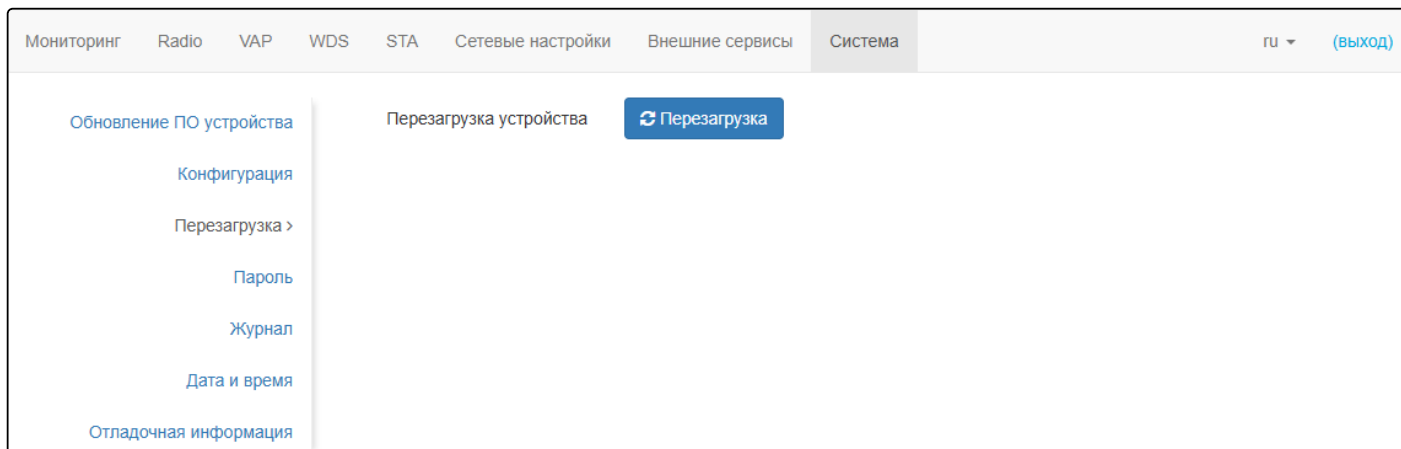 Мониторинг Radio VAP WDS STA Сетевые настройки Внешние сервисы Система ru (выход)
Обновление ПО устройства
Конфигурация
Перезагрузка >
Пароль
Журнал
Дата и время
Отладочная информация
Перезагрузка устройства Перезагрузка